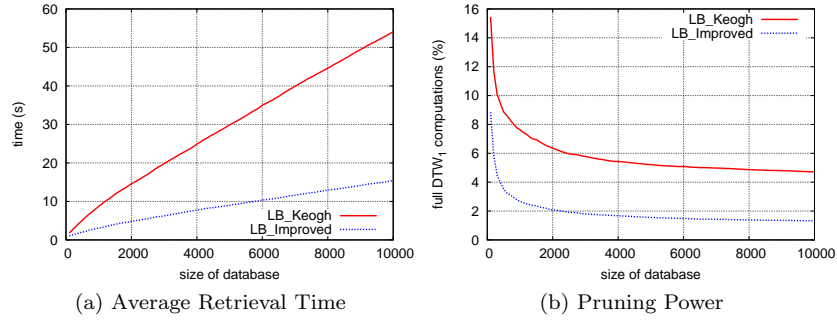 60
50
40
30
20
10
0
time (s)
0 2000 4000 6000 8000 10000
size of database
LB_Keogh
LB_Improved
(a) Average Retrieval Time
16
14
12
10
8
6
4
2
0
full DTW₁ computations (%)
0 2000 4000 6000 8000 10000
size of database
LB_Keogh
LB_Improved
(b) Pruning Power